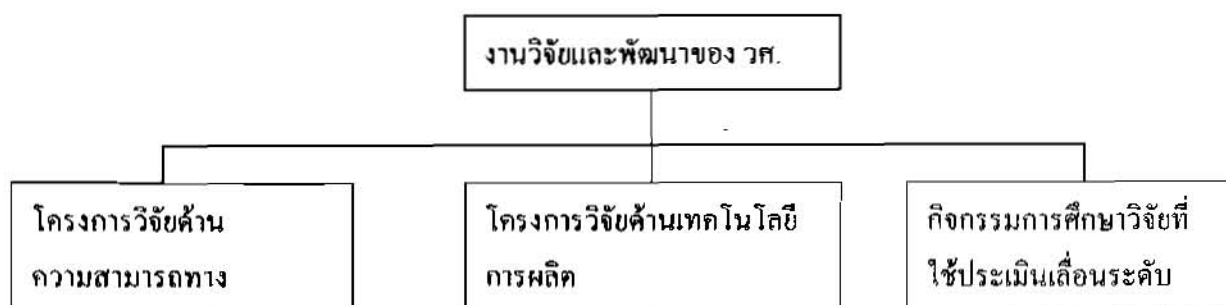 งานวิจัยและพัฒนาของ วศ.
โครงการวิจัยด้าน
ความสามารถทาง
โครงการวิจัยด้านเทคโนโลยี
การผลิต
กิจกรรมการศึกษาวิจัยที่
ใช้ประเมินเลื่อนระดับ